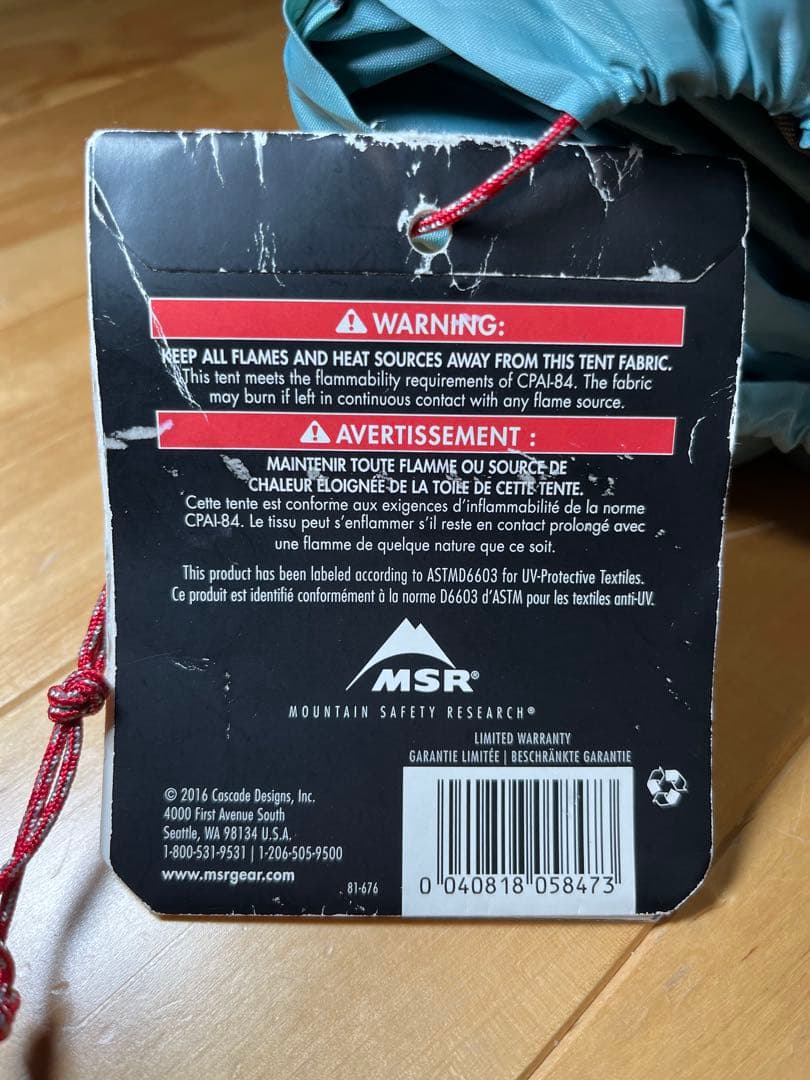 WARNING:
KEEP ALL FLAMES AND HEAT SOURCES AWAY FROM THIS TENT FABRIC.
This tent meets the flammability requirements of CPAI-84. The fabric
may burn if left in continuous contact with any flame source.
AVERTISSEMENT :
MAINTENIR TOUTE FLAMME OU SOURCE DE
CHALEUR ÉLOIGNÉE DE LA TOILE DE CETTE TENTE.
Cette tente est conforme aux exigences d'inflammabilité de la norme
CPAI-84. Le tissu peut s'enflammer s'il reste en contact prolongé avec
une flamme de quelque nature que ce soit.
This product has been labeled according to ASTMD6603 for UV-Protective Textiles.
Ce produit est identifié conformément à la norme D6603 d'ASTM pour les textiles anti-UV.
MSR®
MOUNTAIN SAFETY RESEARCH®
LIMITED WARRANTY
GARANTIE LIMITÉE | BESCHRÄNKTE GARANTIE
© 2016 Cascade Designs, Inc.
4000 First Avenue South
Seattle, WA 98134 U.S.A.
1-800-531-9531 | 1-206-505-9500
www.msrgear.com
81-676
0 040818 058473